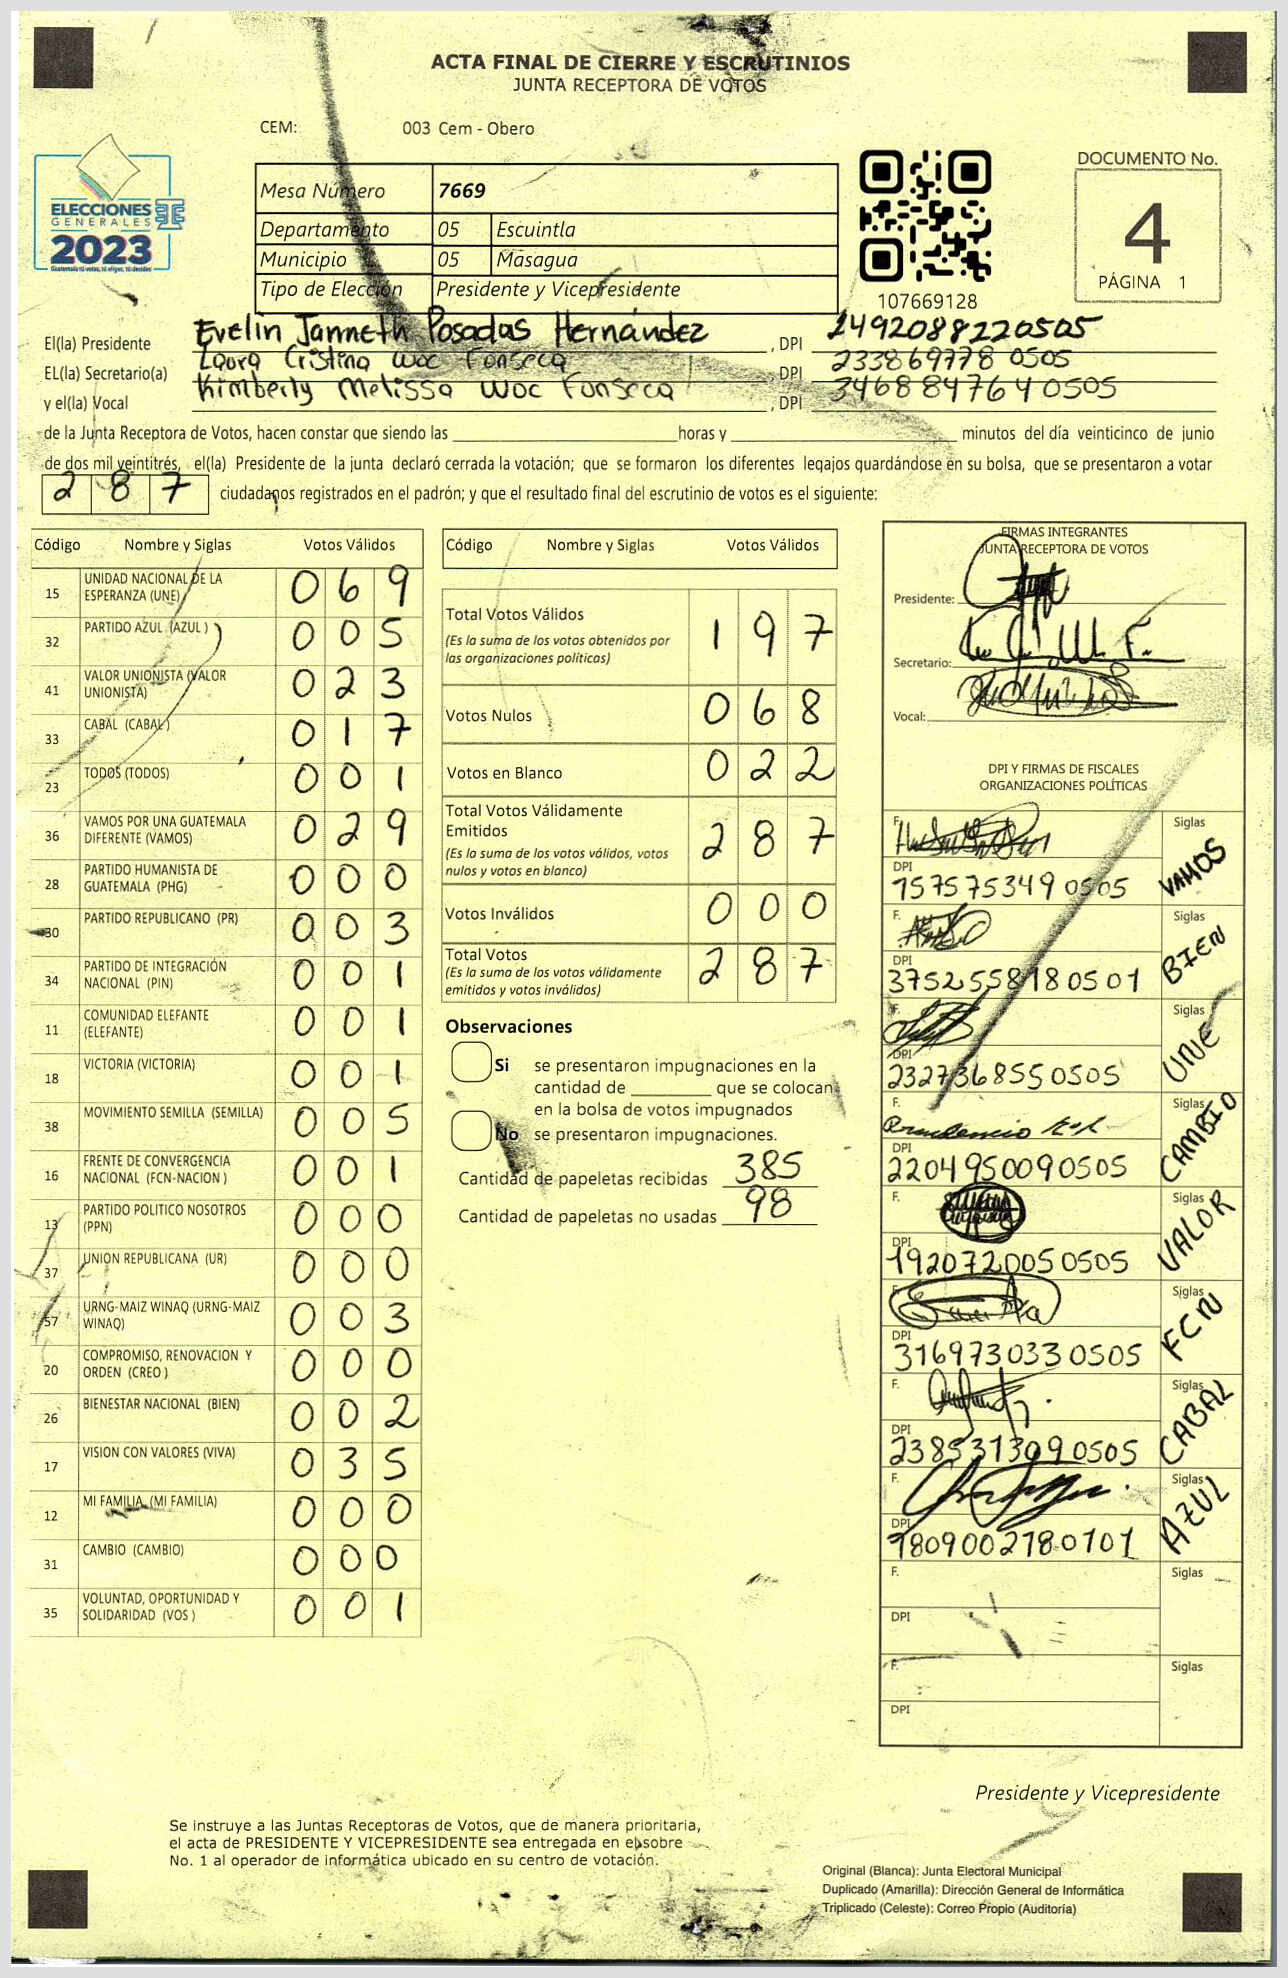 ACTA FINAL DE CIERRE Y ESCRUTINIOS
JUNTA RECEPTORA DE VOTOS
CEM: 003 Cem - Obero
ELECCIONES
GENERALES
2023
Guatemala tú votas, tú eliges, tú decides
Mesa Número 7669
Departamento 05 Escuintla
Municipio 05 Masagua
Tipo de Elección Presidente y Vicepresidente
107669128
DOCUMENTO No.
4
PÁGINA 1
El(la) Presidente Evelin Janneth Posadas Hernández , DPI 2492088220505
EL(la) Secretario(a) Laura Cristina Woc Fonseca , DPI 233869778 0505
y el(la) Vocal Kimberly Melissa Woc Fonseca , DPI 346884764 0505
de la Junta Receptora de Votos, hacen constar que siendo las horas y minutos del día veinticinco de junio
de dos mil veintitrés, el(la) Presidente de la junta declaró cerrada la votación; que se formaron los diferentes legajos guardándose en su bolsa, que se presentaron a votar
2 8 7 ciudadanos registrados en el padrón; y que el resultado final del escrutinio de votos es el siguiente:
Código Nombre y Siglas Votos Válidos
15 UNIDAD NACIONAL DE LA ESPERANZA (UNE) 0 6 9
32 PARTIDO AZUL (AZUL ) 0 0 5
41 VALOR UNIONISTA (VALOR UNIONISTA) 0 2 3
33 CABAL (CABAL ) 0 1 7
23 TODOS (TODOS) 0 0 1
36 VAMOS POR UNA GUATEMALA DIFERENTE (VAMOS) 0 2 9
28 PARTIDO HUMANISTA DE GUATEMALA (PHG) 0 0 0
30 PARTIDO REPUBLICANO (PR) 0 0 3
34 PARTIDO DE INTEGRACIÓN NACIONAL (PIN) 0 0 1
11 COMUNIDAD ELEFANTE (ELEFANTE) 0 0 1
18 VICTORIA (VICTORIA) 0 0 1
38 MOVIMIENTO SEMILLA (SEMILLA) 0 0 5
16 FRENTE DE CONVERGENCIA NACIONAL (FCN-NACION ) 0 0 1
13 PARTIDO POLITICO NOSOTROS (PPN) 0 0 0
37 UNION REPUBLICANA (UR) 0 0 0
57 URNG-MAIZ WINAQ (URNG-MAIZ WINAQ) 0 0 3
20 COMPROMISO, RENOVACION Y ORDEN (CREO ) 0 0 0
26 BIENESTAR NACIONAL (BIEN) 0 0 2
17 VISION CON VALORES (VIVA) 0 3 5
12 MI FAMILIA (MI FAMILIA) 0 0 0
31 CAMBIO (CAMBIO) 0 0 0
35 VOLUNTAD, OPORTUNIDAD Y SOLIDARIDAD (VOS ) 0 0 1
Código Nombre y Siglas Votos Válidos
Total Votos Válidos 1 9 7
(Es la suma de los votos obtenidos por
las organizaciones políticas)
Votos Nulos 0 6 8
Votos en Blanco 0 2 2
Total Votos Válidamente
Emitidos 2 8 7
(Es la suma de los votos válidos, votos
nulos y votos en blanco)
Votos Inválidos 0 0 0
Total Votos 2 8 7
(Es la suma de los votos válidamente
emitidos y votos inválidos)
Observaciones
Si se presentaron impugnaciones en la
cantidad de que se colocan
en la bolsa de votos impugnados
No se presentaron impugnaciones.
Cantidad de papeletas recibidas 385
Cantidad de papeletas no usadas 98
FIRMAS INTEGRANTES
JUNTA RECEPTORA DE VOTOS
Presidente:
Secretario:
Vocal:
DPI Y FIRMAS DE FISCALES
ORGANIZACIONES POLÍTICAS
F. Siglas VAMOS
DPI 157575349 0505
F. Siglas BIEN
DPI 3752558180501
F. Siglas UNE
DPI 2327368550505
F. Siglas CAMBIO
DPI 2204950090505
F. Siglas VALOR
DPI 1920720050505
F. Siglas FCN
DPI 316973033 0505
F. Siglas CABAL
DPI 238531309 0505
F. Siglas AZUL
DPI 1809002780101
F. Siglas
DPI
F. Siglas
DPI
Presidente y Vicepresidente
Se instruye a las Juntas Receptoras de Votos, que de manera prioritaria,
el acta de PRESIDENTE Y VICEPRESIDENTE sea entregada en el sobre
No. 1 al operador de informática ubicado en su centro de votación.
Original (Blanca): Junta Electoral Municipal
Duplicado (Amarilla): Dirección General de Informática
Triplicado (Celeste): Correo Propio (Auditoría)